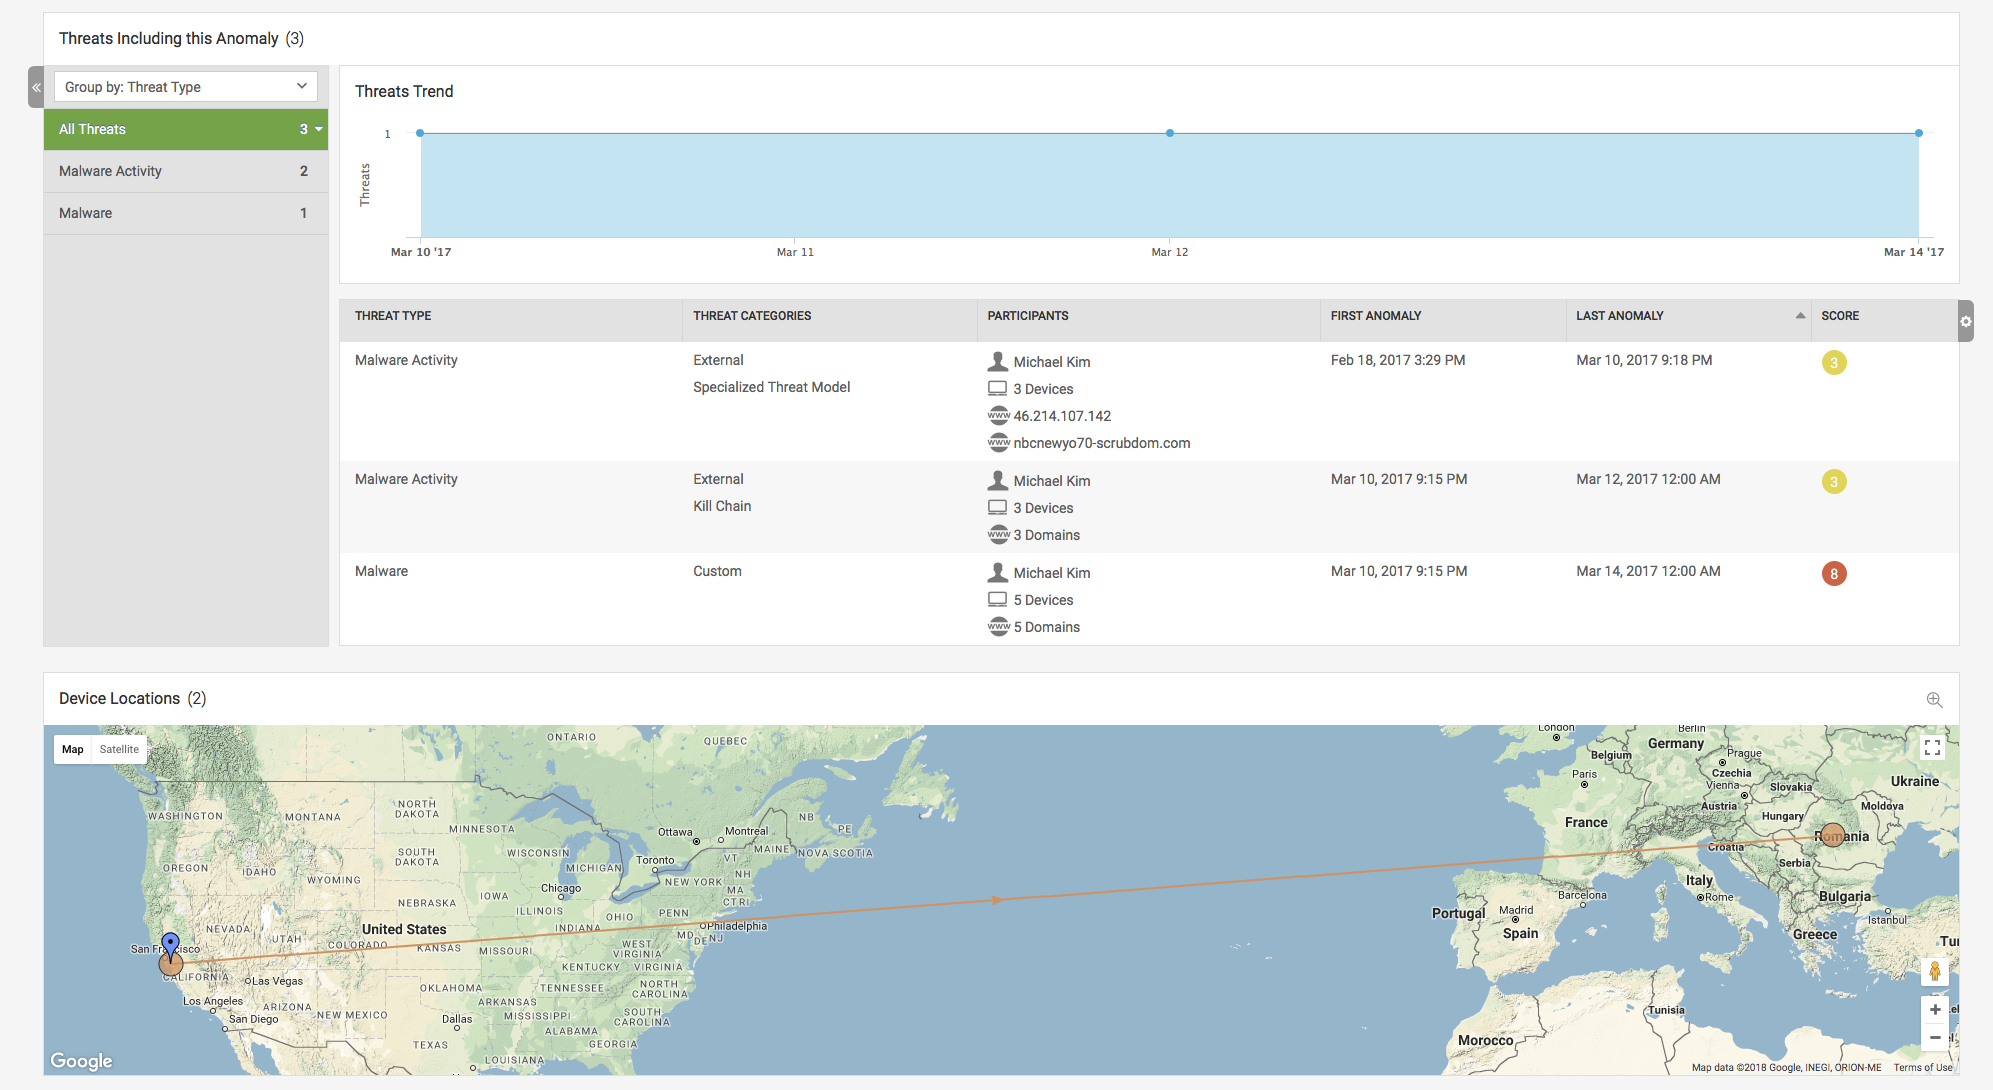 Threats Including this Anomaly (3)
«
Group by: Threat Type
All Threats 3
Malware Activity 2
Malware 1
Threats Trend
1
Threats
Mar 10 '17
Mar 11
Mar 12
Mar 14 '17
THREAT TYPE THREAT CATEGORIES PARTICIPANTS FIRST ANOMALY LAST ANOMALY SCORE
Malware Activity External Michael Kim Feb 18, 2017 3:29 PM Mar 10, 2017 9:18 PM 3
Specialized Threat Model 3 Devices
www 46.214.107.142
www nbcnewyo70-scrubdom.com
Malware Activity External Michael Kim Mar 10, 2017 9:15 PM Mar 12, 2017 12:00 AM 3
Kill Chain 3 Devices
www 3 Domains
Malware Custom Michael Kim Mar 10, 2017 9:15 PM Mar 14, 2017 12:00 AM 8
5 Devices
www 5 Domains
Device Locations (2)
Map Satellite
ONTARIO
QUEBEC
London
Berlin
Germany
Belgium
Prague
Paris
Czechia
Ukraine
Vienna
Slovakia
WASHINGTON
MONTANA
NORTH
DAKOTA
MINNESOTA
Ottawa
Montreal
NB
PE
Austria
Moldova
Hungary
France
Romania
OREGON
IDAHO
SOUTH
DAKOTA
WISCONSIN
MICHIGAN
Toronto
VT
MAINE
NOVA SCOTIA
Croatia
WYOMING
Chicago
NEW YORK
NH
MA
CT RI
Serbia
Italy
NEBRASKA
IOWA
ILLINOIS
OHIO
PENN
Barcelona
Rome
Bulgaria
Portugal
Madrid
Istanbul
NEVADA
UTAH
United States
COLORADO
KANSAS
MISSOURI
INDIANA
WEST
VIRGINIA
MD
DE
NJ
Philadelphia
Spain
Greece
Tu
San Francisco
CALIFORNIA
Las Vegas
KENTUCKY
VIRGINIA
Los Angeles
ARIZONA
NEW MEXICO
OKLAHOMA
ARKANSAS
TENNESSEE
NORTH
CAROLINA
San Diego
Dallas
MISSISSIPPI
SOUTH
CAROLINA
Tunisia
TEXAS
ALABAMA
GEORGIA
Morocco
LOUISIANA
Google
Map data ©2018 Google, INEGI, ORION-ME Terms of Use